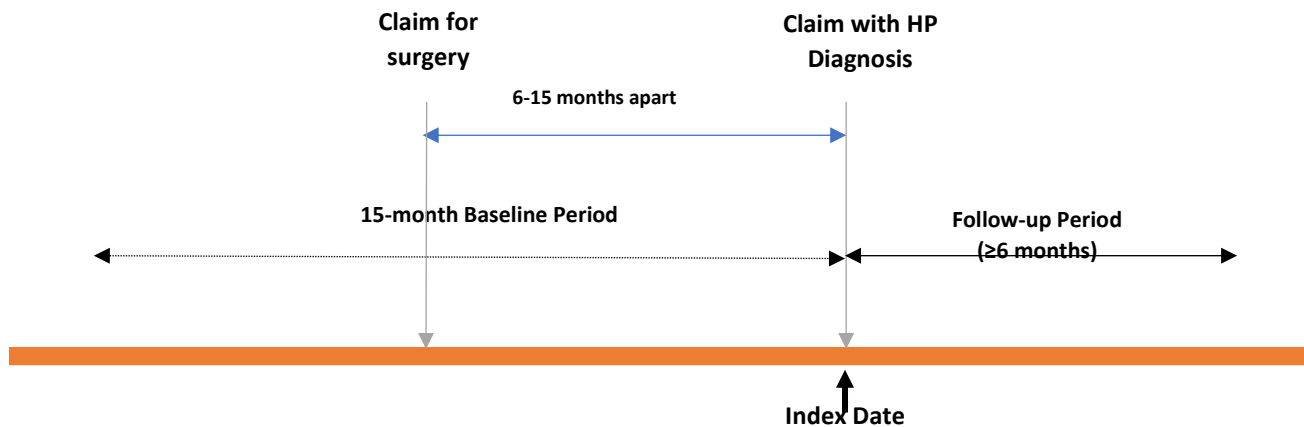 Claim for
surgery
Claim with HP
Diagnosis
6-15 months apart
15-month Baseline Period
Follow-up Period
(≥6 months)
Index Date